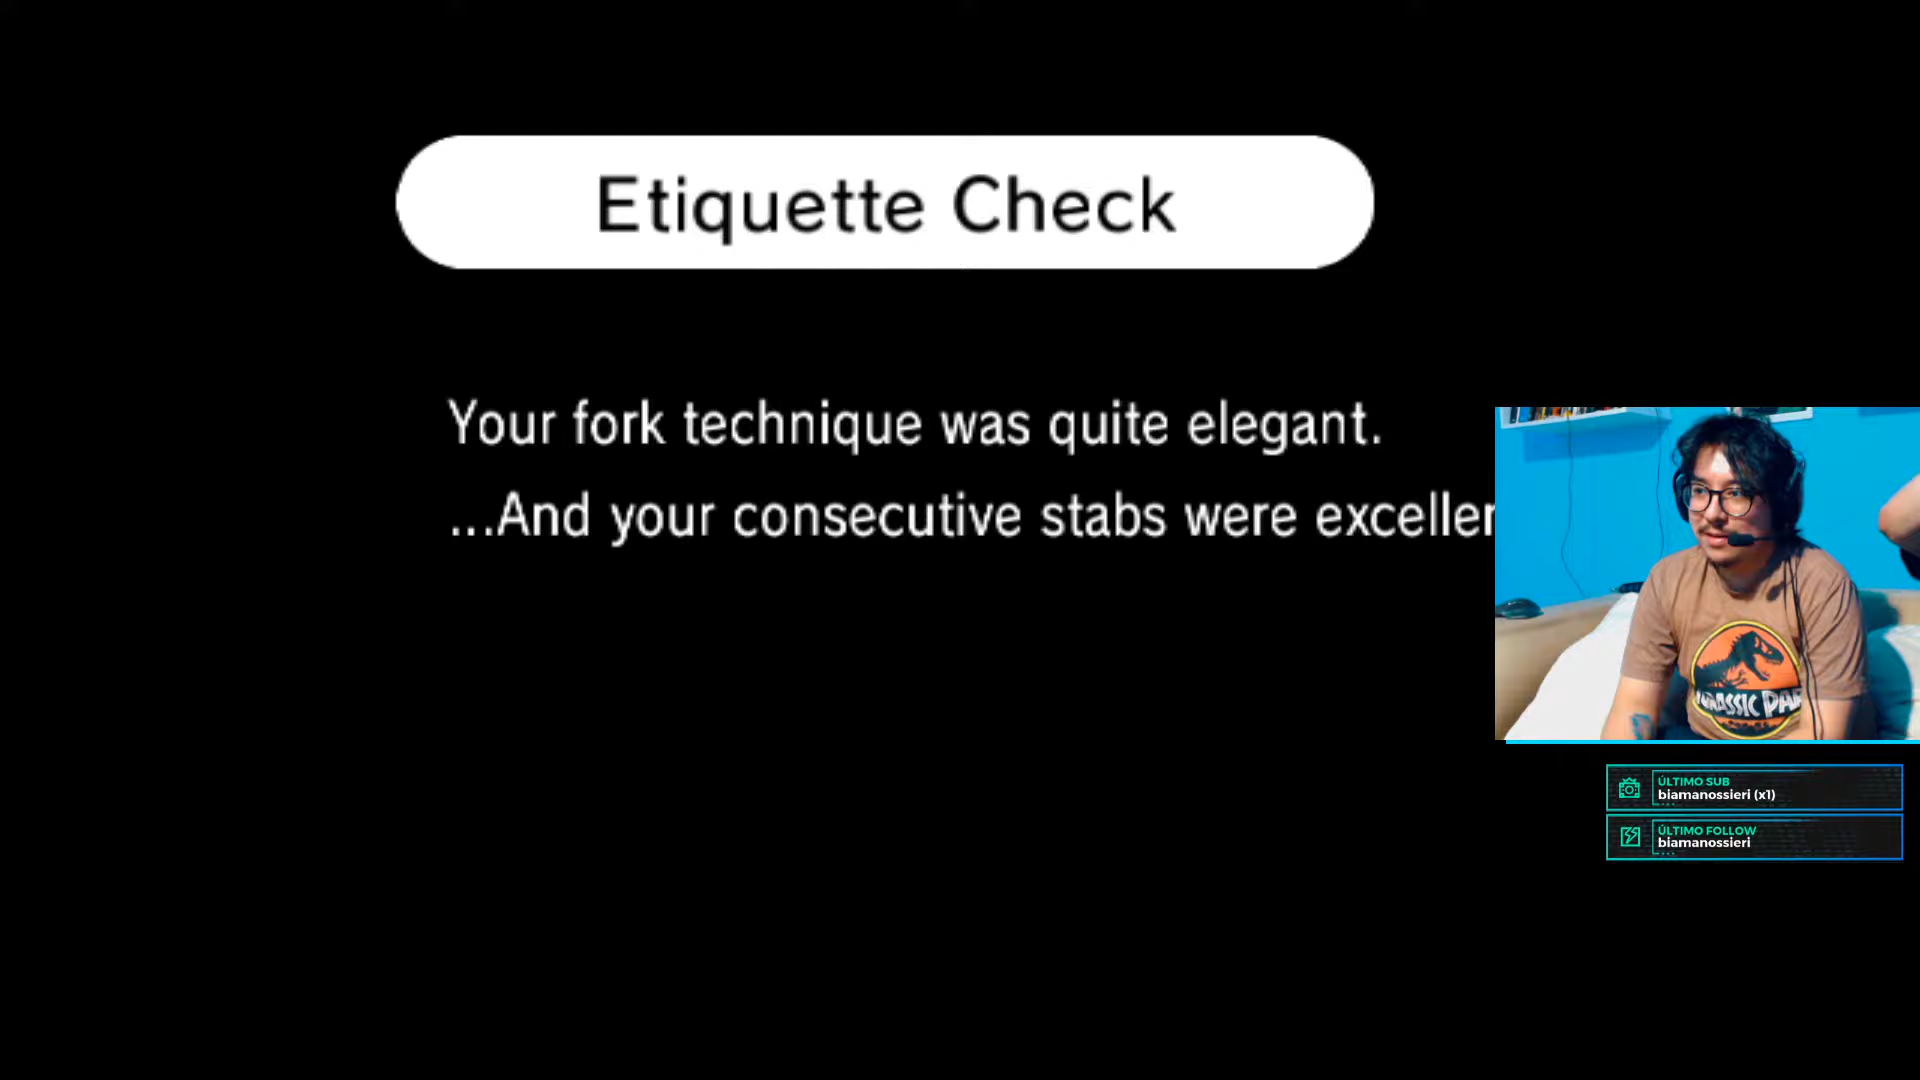 Etiquette Check
Your fork technique was quite elegant.
...And your consecutive stabs were
JURASSIC
ÚLTIMO SUB
biamanossieri (x1)
ÚLTIMO FOLLOW
biamanossieri